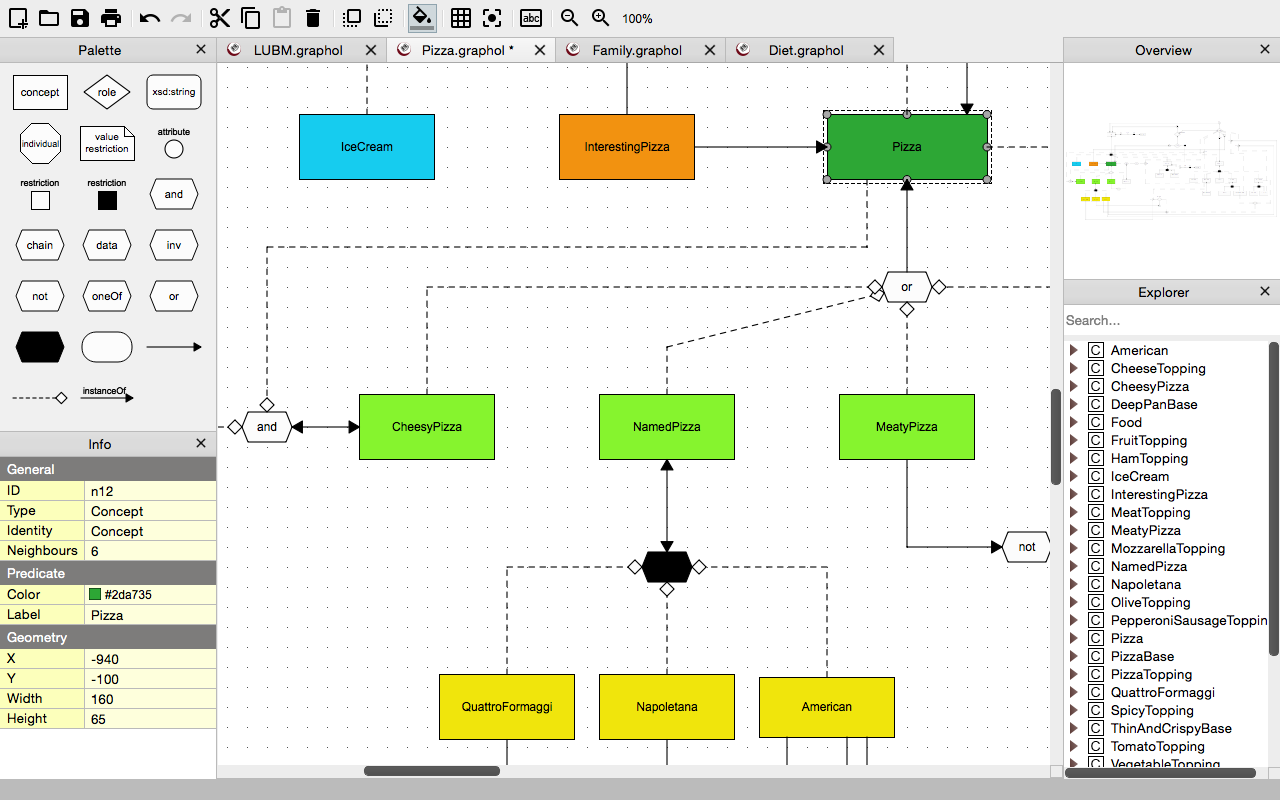 abc
100%
Palette
LUBM.graphol
Pizza.graphol *
Family.graphol
Diet.graphol
Overview
concept
role
xsd:string
individual
value
restriction
attribute
restriction
restriction
and
chain
data
inv
not
oneOf
or
instanceOf
Info
General
ID n12
Type Concept
Identity Concept
Neighbours 6
Predicate
Color #2da735
Label Pizza
Geometry
X -940
Y -100
Width 160
Height 65
IceCream
InterestingPizza
Pizza
or
and
CheesyPizza
NamedPizza
MeatyPizza
not
QuattroFormaggi
Napoletana
American
Explorer
Search...
C American
C CheeseTopping
C CheesyPizza
C DeepPanBase
C Food
C FruitTopping
C HamTopping
C IceCream
C InterestingPizza
C MeatTopping
C MeatyPizza
C MozzarellaTopping
C NamedPizza
C Napoletana
C OliveTopping
C PepperoniSausageToppin
C Pizza
C PizzaBase
C PizzaTopping
C QuattroFormaggi
C SpicyTopping
C ThinAndCrispyBase
C TomatoTopping
C VegetableTopping